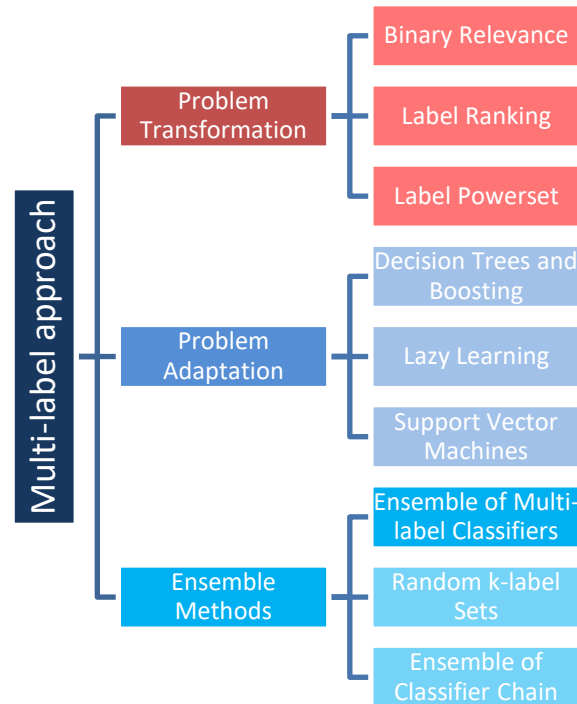 Multi-label approach
Problem
Transformation
Binary Relevance
Label Ranking
Label Powerset
Problem
Adaptation
Decision Trees and
Boosting
Lazy Learning
Support Vector
Machines
Ensemble
Methods
Ensemble of Multi-
label Classifiers
Random k-label
Sets
Ensemble of
Classifier Chain